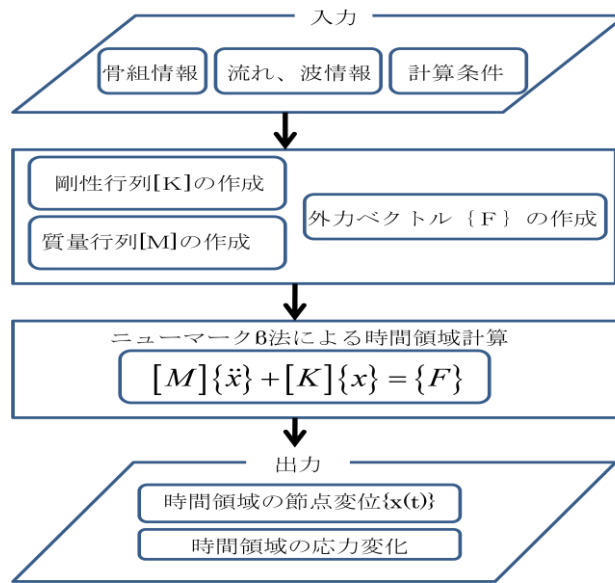 入力
骨組情報
流れ、波情報
計算条件
剛性行列[K]の作成
質量行列[M]の作成
外力ベクトル｛F｝の作成
ニューマークβ法による時間領域計算
[M]{ẍ}+[K]{x}={F}
出力
時間領域の節点変位{x(t)}
時間領域の応力変化